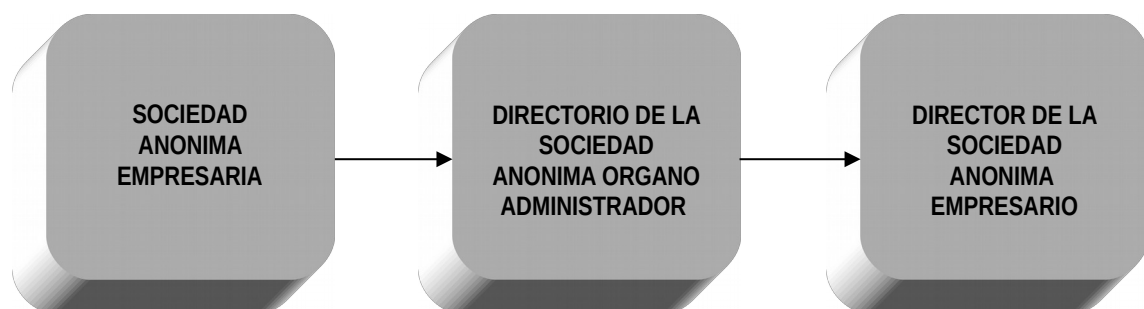 SOCIEDAD
ANONIMA
EMPRESARIA
DIRECTORIO DE LA
SOCIEDAD
ANONIMA ORGANO
ADMINISTRADOR
DIRECTOR DE LA
SOCIEDAD
ANONIMA
EMPRESARIO